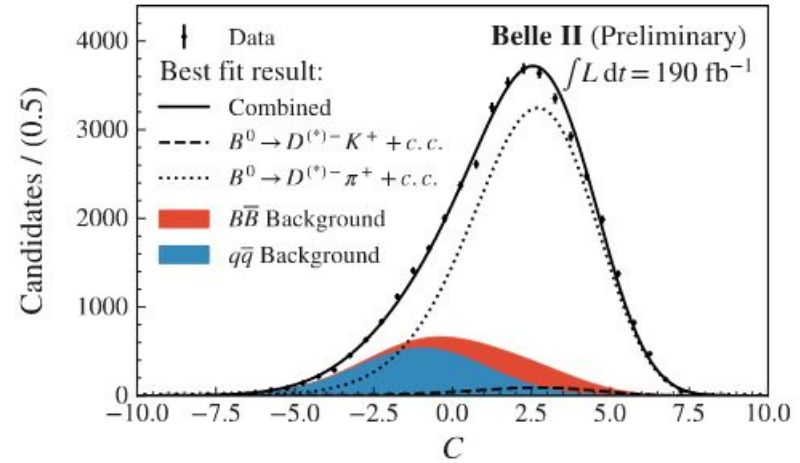 Belle II (Preliminary)
∫L dt = 190 fb⁻¹
Data
Best fit result:
Combined
B⁰ → D⁽*⁾⁻K⁺ + c.c.
B⁰ → D⁽*⁾⁻π⁺ + c.c.
BB̅ Background
qq̅ Background
Candidates / (0.5)
4000
3000
2000
1000
0
−10.0 −7.5 −5.0 −2.5 0.0 2.5 5.0 7.5 10.0
C